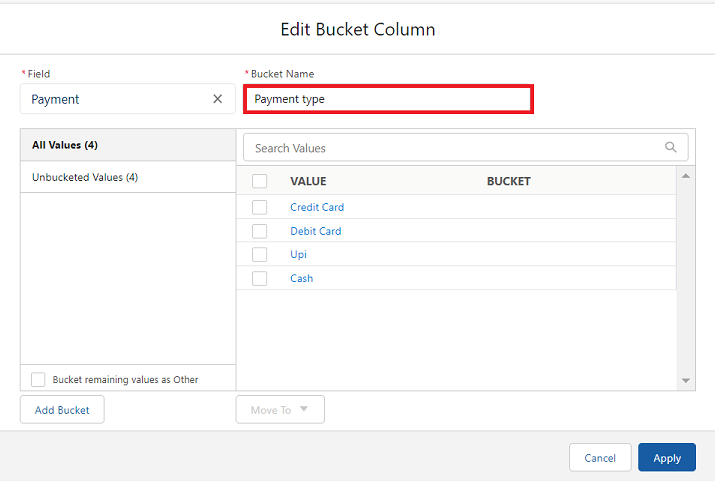 Edit Bucket Column
* Field
* Bucket Name
Payment
Payment type
All Values (4)
Unbucketed Values (4)
Search Values
VALUE BUCKET
Credit Card
Debit Card
Upi
Cash
Bucket remaining values as Other
Add Bucket
Move To
Cancel
Apply